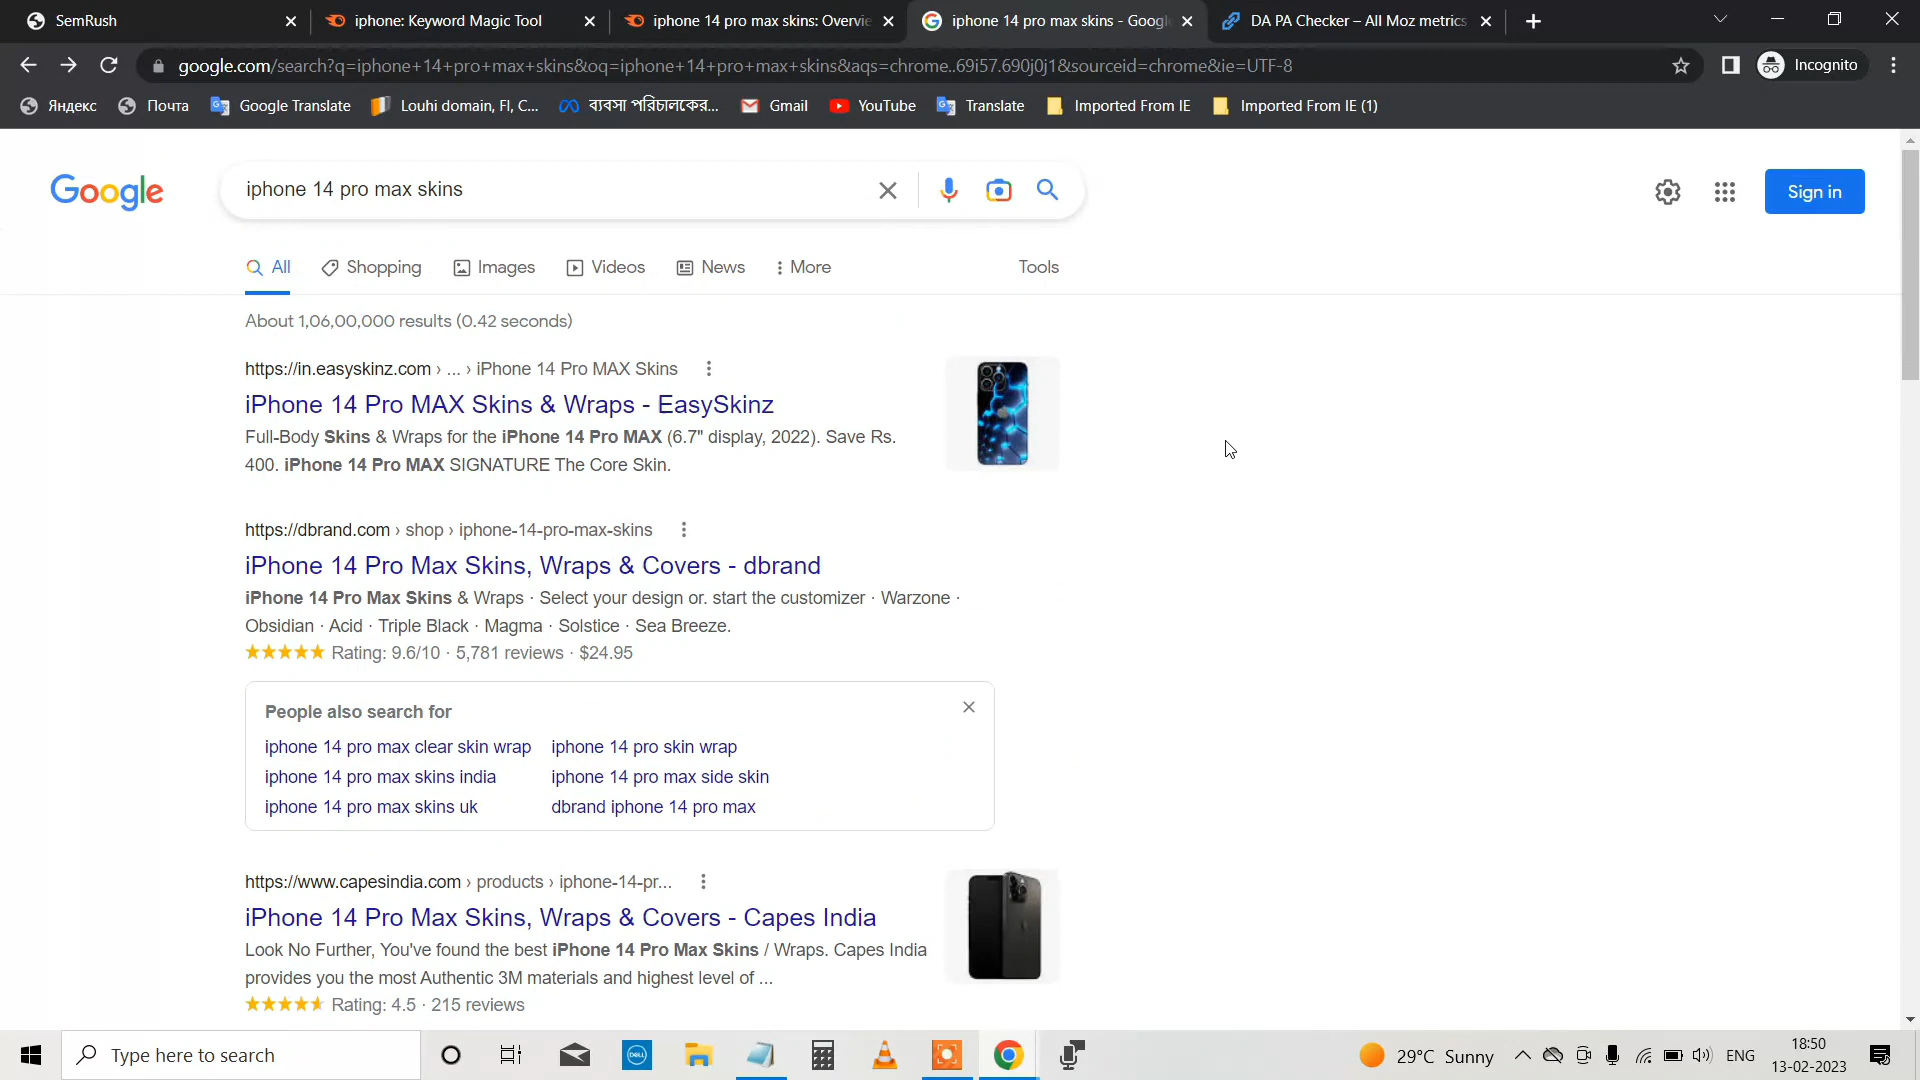 SemRush
iphone: Keyword Magic Tool
iphone 14 pro max skins: Overvie
iphone 14 pro max skins - Googl
DA PA Checker – All Moz metrics
google.com/search?q=iphone+14+pro+max+skins&oq=iphone+14+pro+max+skins&aqs=chrome..69i57.690j0j1&sourceid=chrome&ie=UTF-8
Incognito
Яндекс
Почта
Google Translate
Louhi domain, Fl, C...
ব্যবসা পরিচালকের...
Gmail
YouTube
Translate
Imported From IE
Imported From IE (1)
Google
iphone 14 pro max skins
Sign in
All
Shopping
Images
Videos
News
More
Tools
About 1,06,00,000 results (0.42 seconds)
https://in.easyskinz.com › ... › iPhone 14 Pro MAX Skins
iPhone 14 Pro MAX Skins & Wraps - EasySkinz
Full-Body Skins & Wraps for the iPhone 14 Pro MAX (6.7" display, 2022). Save Rs.
400. iPhone 14 Pro MAX SIGNATURE The Core Skin.
https://dbrand.com › shop › iphone-14-pro-max-skins
iPhone 14 Pro Max Skins, Wraps & Covers - dbrand
iPhone 14 Pro Max Skins & Wraps · Select your design or. start the customizer · Warzone ·
Obsidian · Acid · Triple Black · Magma · Solstice · Sea Breeze.
★★★★★ Rating: 9.6/10 · 5,781 reviews · $24.95
People also search for
iphone 14 pro max clear skin wrap
iphone 14 pro skin wrap
iphone 14 pro max skins india
iphone 14 pro max side skin
iphone 14 pro max skins uk
dbrand iphone 14 pro max
https://www.capesindia.com › products › iphone-14-pr...
iPhone 14 Pro Max Skins, Wraps & Covers - Capes India
Look No Further, You've found the best iPhone 14 Pro Max Skins / Wraps. Capes India
provides you the most Authentic 3M materials and highest level of ...
Rating: 4.5 · 215 reviews
Type here to search
DELL
29°C Sunny
ENG
18:50
13-02-2023